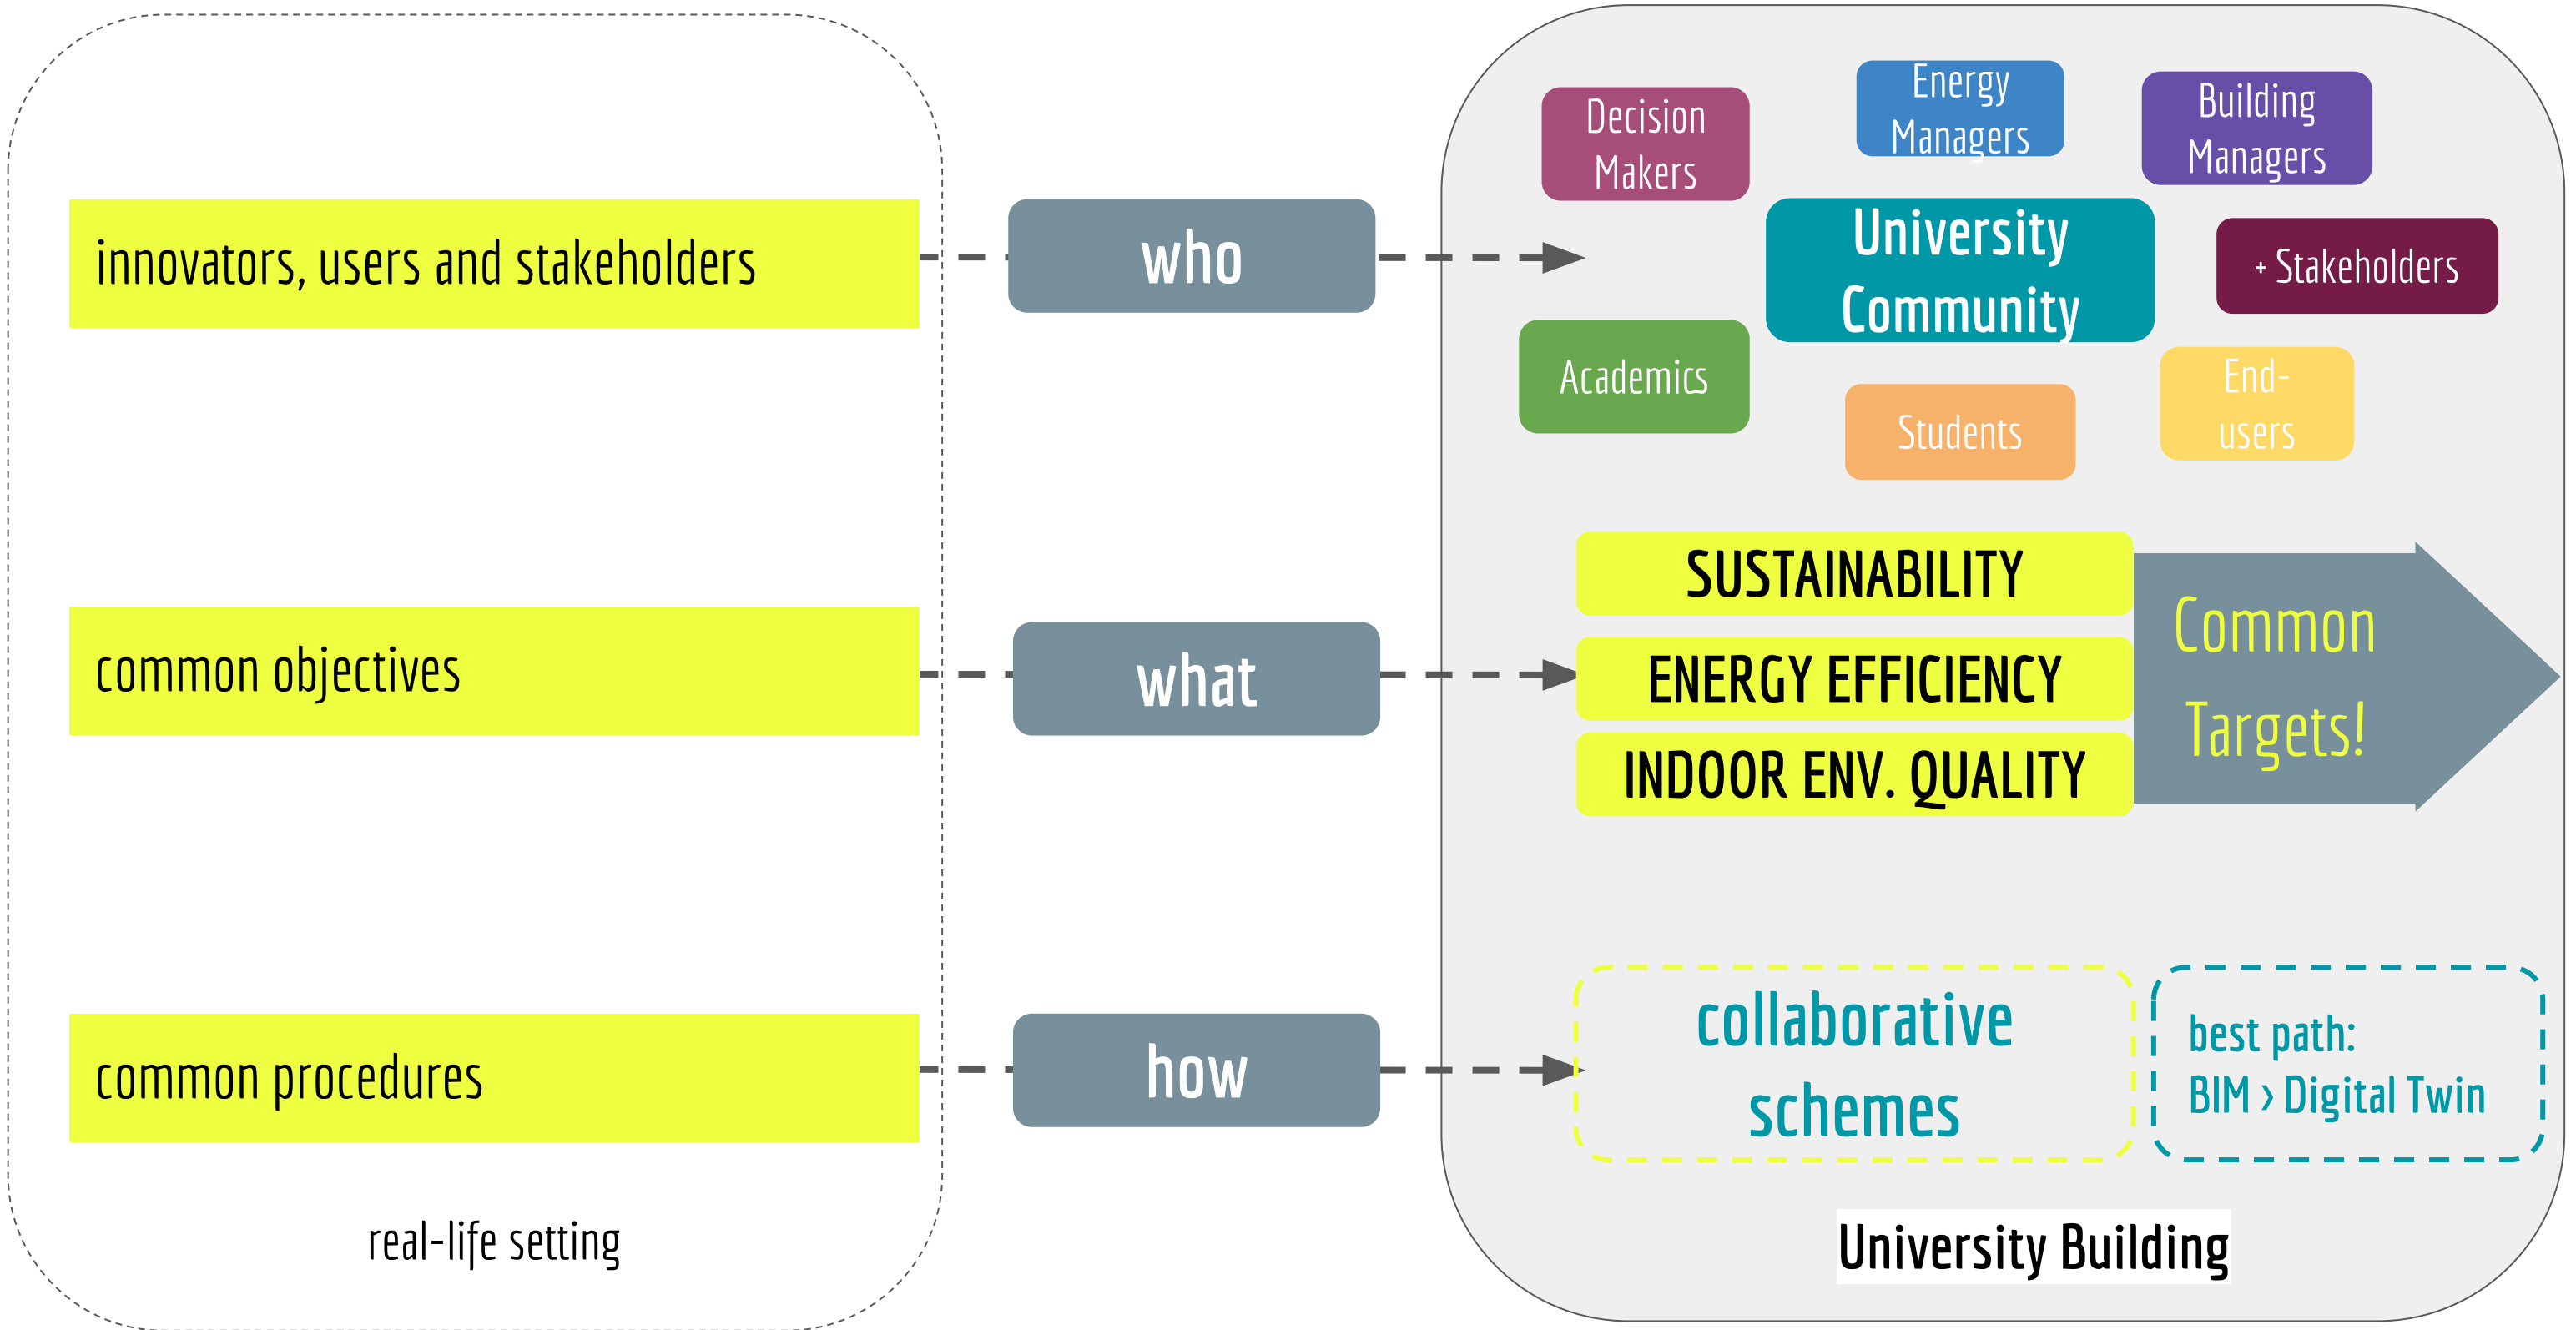 innovators, users and stakeholders
common objectives
common procedures
real-life setting
who
what
how
Decision
Makers
Energy
Managers
Building
Managers
University
Community
+ Stakeholders
Academics
Students
End-
users
SUSTAINABILITY
ENERGY EFFICIENCY
INDOOR ENV. QUALITY
Common
Targets!
collaborative
schemes
best path:
BIM › Digital Twin
University Building